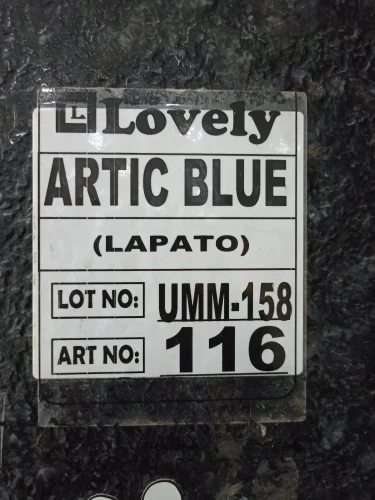 L Lovely
ARTIC BLUE
(LAPATO)
LOT NO: UMM-158
ART NO: 116